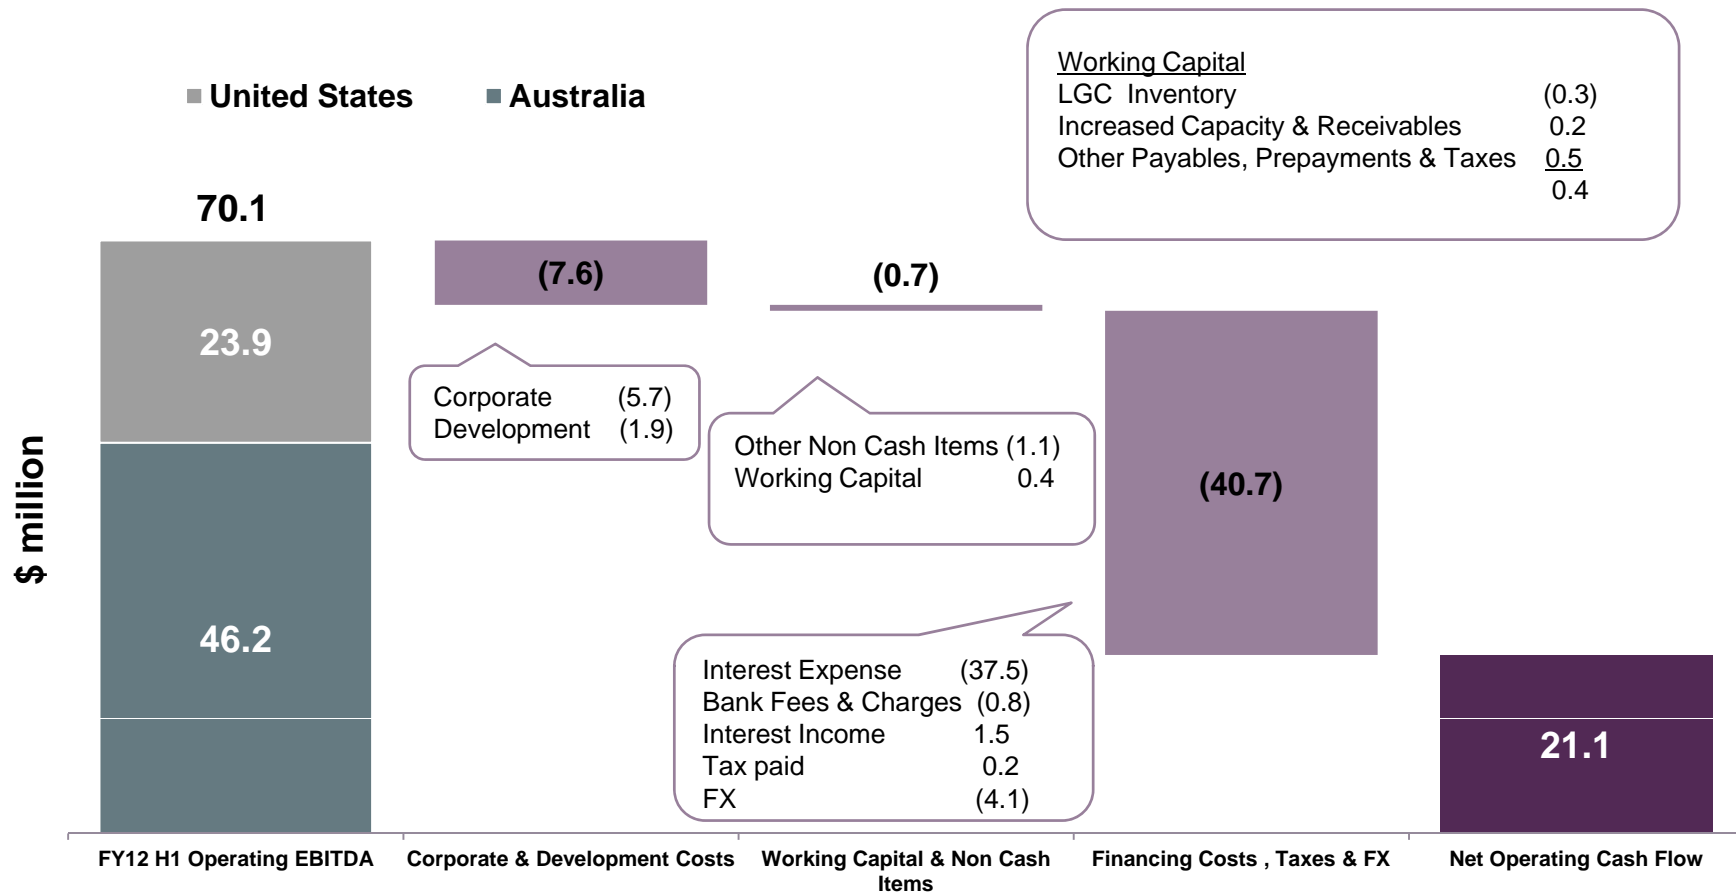 Working Capital
LGC Inventory (0.3)
Increased Capacity & Receivables 0.2
Other Payables, Prepayments & Taxes 0.5
0.4
United States
Australia
70.1
23.9
46.2
(7.6)
Corporate (5.7)
Development (1.9)
(0.7)
Other Non Cash Items (1.1)
Working Capital 0.4
(40.7)
Interest Expense (37.5)
Bank Fees & Charges (0.8)
Interest Income 1.5
Tax paid 0.2
FX (4.1)
21.1
$ million
FY12 H1 Operating EBITDA
Corporate & Development Costs
Working Capital & Non Cash
Items
Financing Costs , Taxes & FX
Net Operating Cash Flow